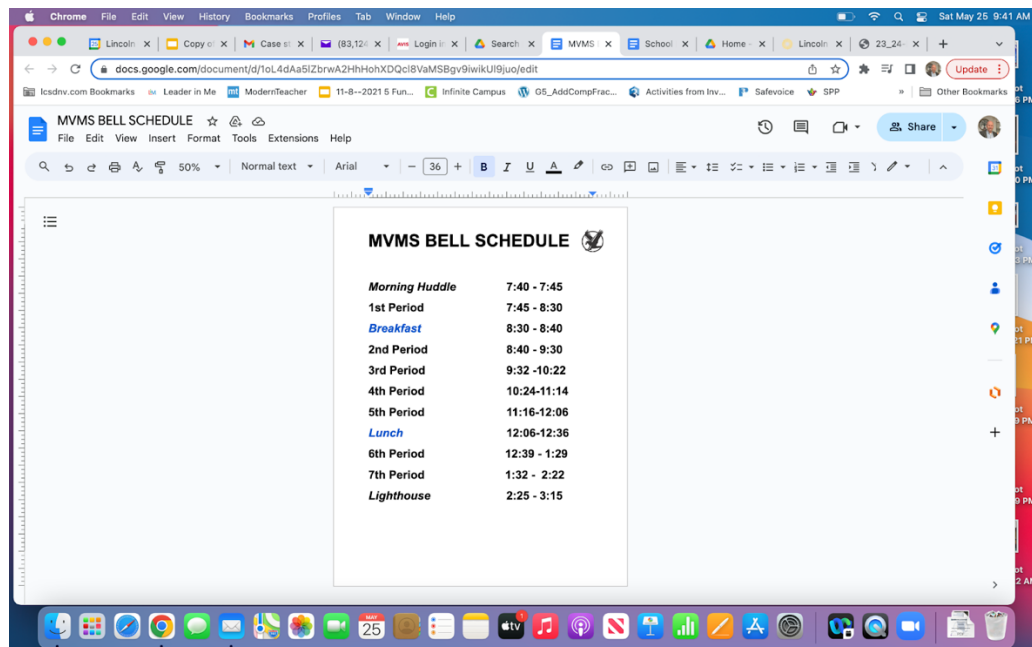 Chrome File Edit View History Bookmarks Profiles Tab Window Help Sat May 25 9:41 AM
Lincoln Copy of Case st (83,124 Login in Search MVMS School Home - Lincoln 23_24-
docs.google.com/document/d/1oL4dAa5IZbrwA2HhHohXDQcl8VaMSBgv9iwikUl9juo/edit Update
lcsdnv.com Bookmarks Leader in Me ModernTeacher 11-8--2021 5 Fun... Infinite Campus G5_AddCompFrac... Activities from Inv... Safevoice SPP » Other Bookmarks
MVMS BELL SCHEDULE
Share
File Edit View Insert Format Tools Extensions Help
50% Normal text Arial − 36 + B I U A
MVMS BELL SCHEDULE
Morning Huddle 7:40 - 7:45
1st Period 7:45 - 8:30
Breakfast 8:30 - 8:40
2nd Period 8:40 - 9:30
3rd Period 9:32 -10:22
4th Period 10:24-11:14
5th Period 11:16-12:06
Lunch 12:06-12:36
6th Period 12:39 - 1:29
7th Period 1:32 - 2:22
Lighthouse 2:25 - 3:15
MAY
25
tv
1